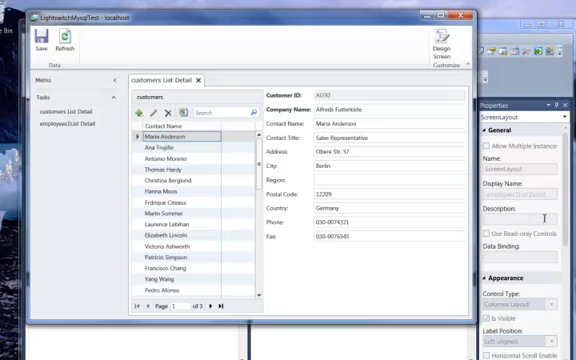 LightswitchMysqlTest - localhost
Save
Refresh
Data
Design
Screen
Customize
Menu
Tasks
customers List Detail
employees1List Detail
customers List Detail
customers
Search
Contact Name
Maria Anderson
Ana Trujillo
Antonio Moreno
Thomas Hardy
Christina Berglund
Hanna Moos
Frdrique Citeaux
Martn Sommer
Laurence Lebihan
Elizabeth Lincoln
Victoria Ashworth
Patricio Simpson
Francisco Chang
Yang Wang
Pedro Afonso
Page 1 of 3
Customer ID: ALFKI
Company Name: Alfreds Futterkiste
Contact Name: Maria Anderson
Contact Title: Sales Representative
Address: Obere Str. 57
City: Berlin
Region:
Postal Code: 12209
Country: Germany
Phone: 030-0074321
Fax: 030-0076545
Properties
ScreenLayout
General
Allow Multiple Instance
Name:
ScreenLayout
Display Name:
employees1List Detail
Description:
Use Read-only Controls
Data Binding:
Appearance
Control Type:
Columns Layout
Is Visible
Label Position:
Left-aligned
Horizontal Scroll Enable